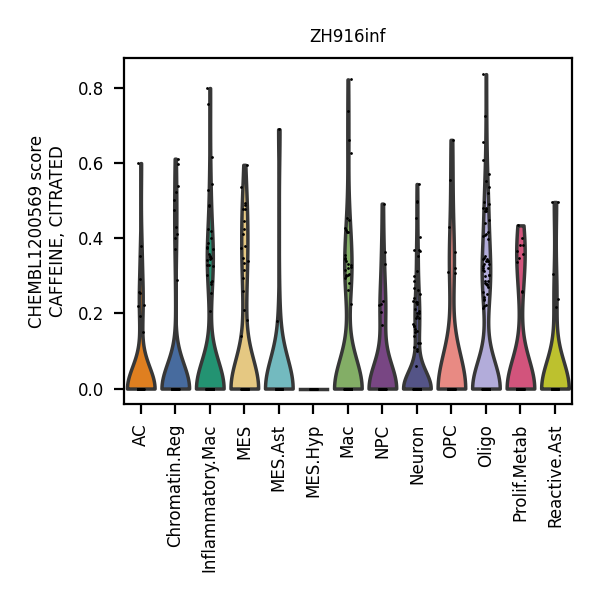 ZH916inf
CHEMBL1200569 score
CAFFEINE, CITRATED
0.8
0.6
0.4
0.2
0.0
AC
Chromatin.Reg
Inflammatory.Mac
MES
MES.Ast
MES.Hyp
Mac
NPC
Neuron
OPC
Oligo
Prolif.Metab
Reactive.Ast